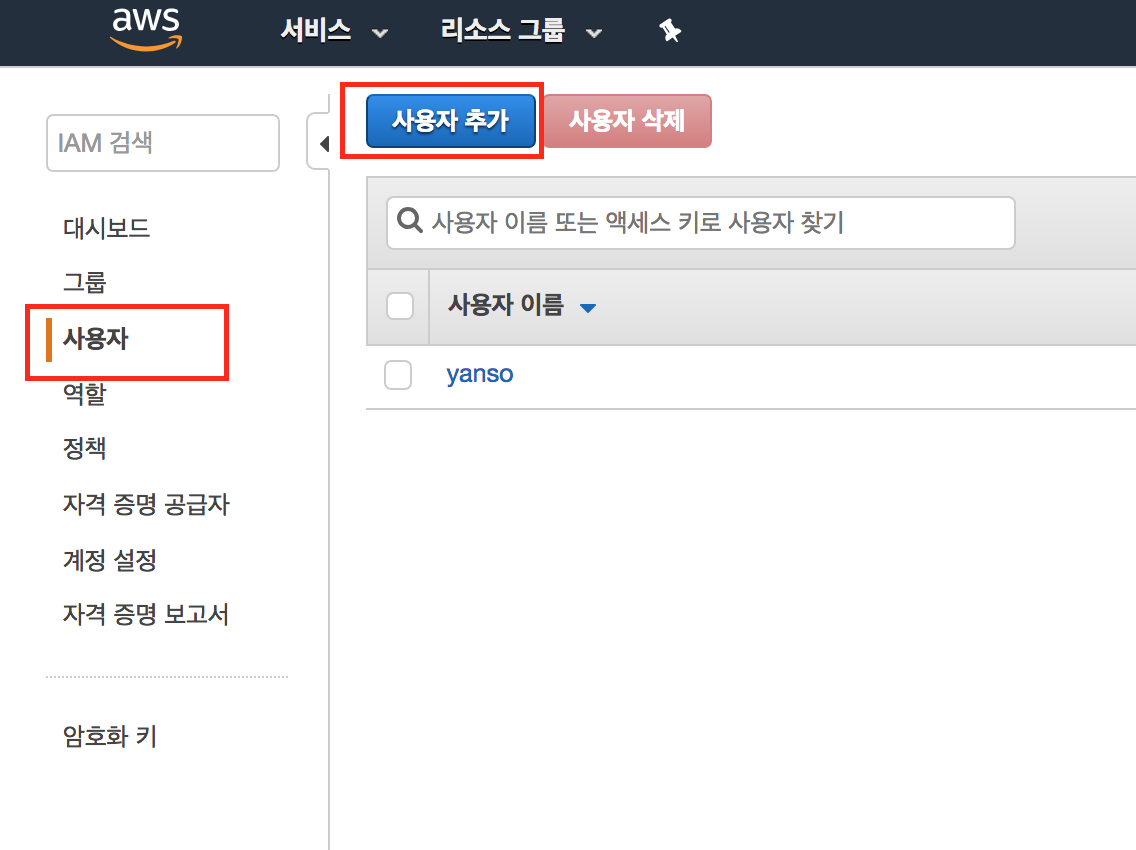 aws 서비스 리소스 그룹
IAM 검색
대시보드
그룹
사용자
역할
정책
자격 증명 공급자
계정 설정
자격 증명 보고서
암호화 키
사용자 추가 사용자 삭제
사용자 이름 또는 액세스 키로 사용자 찾기
사용자 이름
yanso